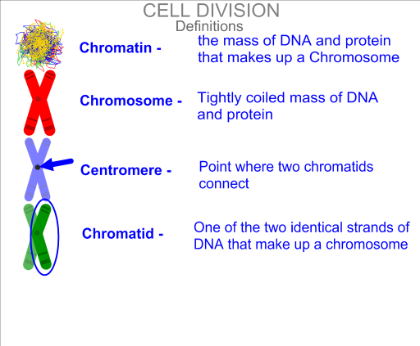 CELL DIVISION
Definitions
Chromatin - the mass of DNA and protein
that makes up a Chromosome
Chromosome - Tightly coiled mass of DNA
and protein
Centromere - Point where two chromatids
connect
Chromatid - One of the two identical strands of
DNA that make up a chromosome